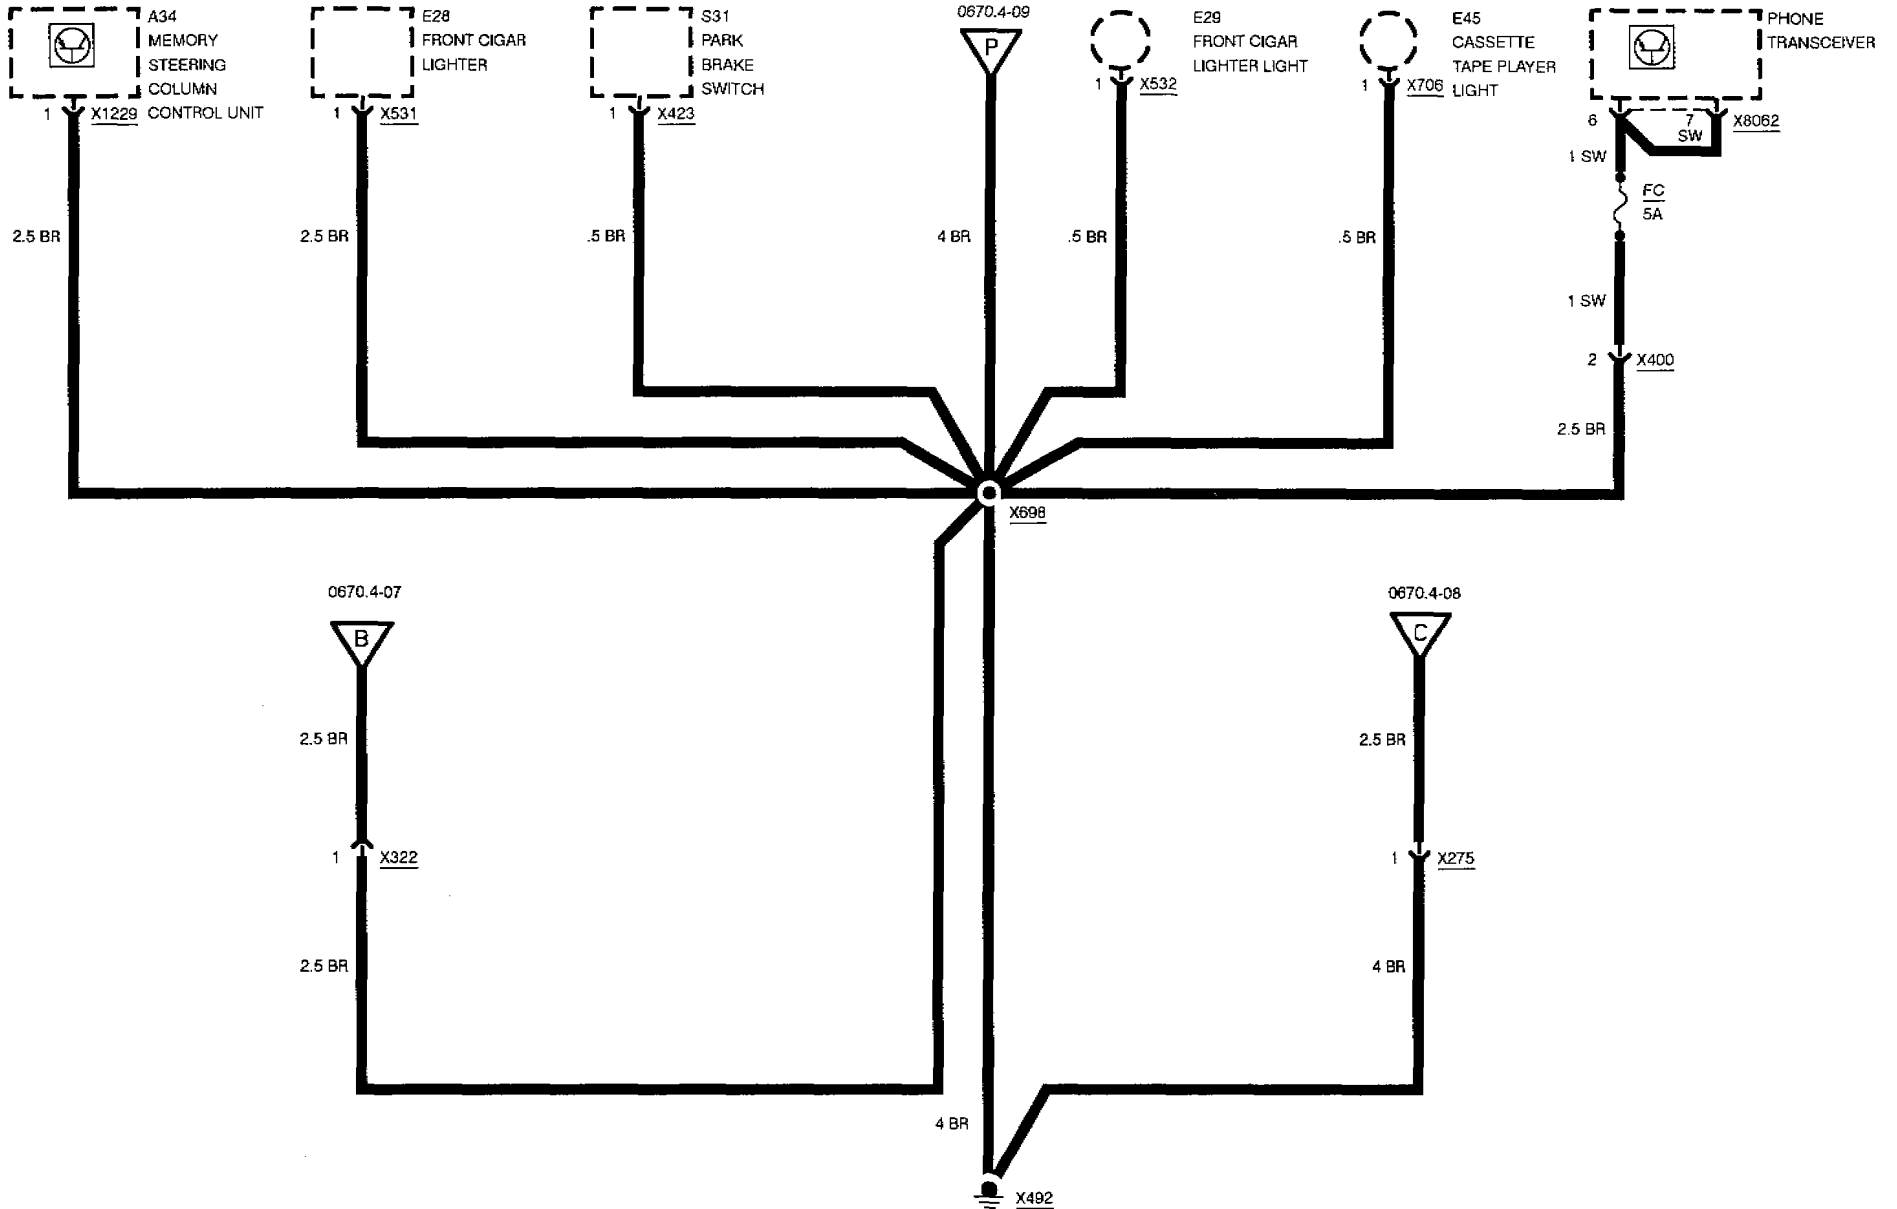 A34
MEMORY
STEERING
COLUMN
CONTROL UNIT
1
X1229
2.5 BR
E28
FRONT CIGAR
LIGHTER
1
X531
2.5 BR
S31
PARK
BRAKE
SWITCH
1
X423
.5 BR
0670.4-09
P
4 BR
E29
FRONT CIGAR
LIGHTER LIGHT
1
X532
.5 BR
E45
CASSETTE
TAPE PLAYER
LIGHT
1
X706
.5 BR
PHONE
TRANSCEIVER
6
7
X8062
SW
1 SW
FC
5A
1 SW
2
X400
2.5 BR
X698
0670.4-07
B
2.5 BR
1
X322
2.5 BR
0670.4-08
C
2.5 BR
1
X275
4 BR
4 BR
X492